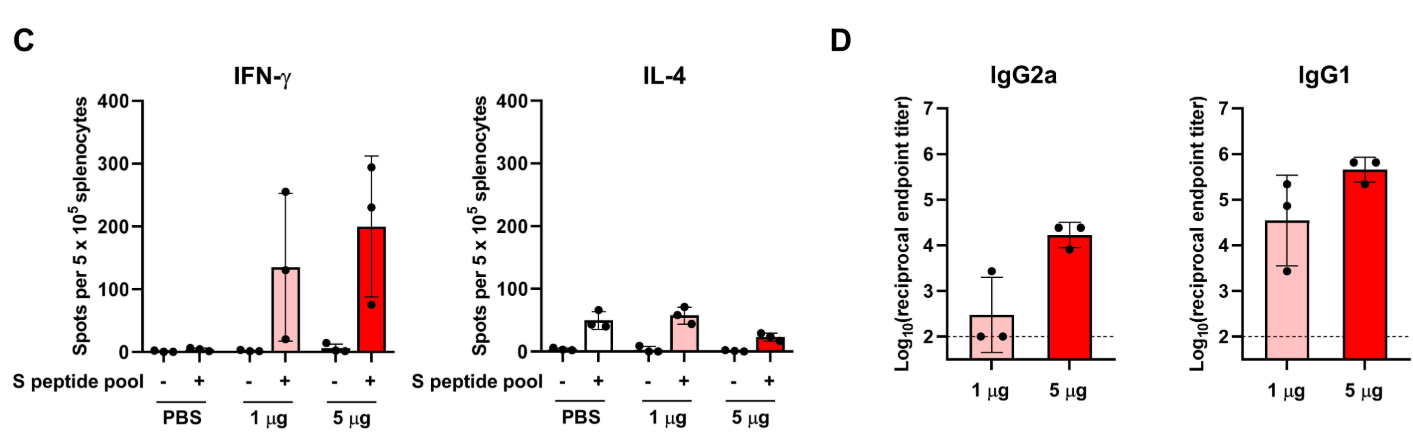 C
IFN-γ
Spots per 5 x 10⁵ splenocytes
400
300
200
100
0
S peptide pool - + - + - +
PBS 1 μg 5 μg
IL-4
Spots per 5 x 10⁵ splenocytes
400
300
200
100
0
S peptide pool - + - + - +
PBS 1 μg 5 μg
D
IgG2a
Log₁₀(reciprocal endpoint titer)
7
6
5
4
3
2
1 μg 5 μg
IgG1
Log₁₀(reciprocal endpoint titer)
7
6
5
4
3
2
1 μg 5 μg